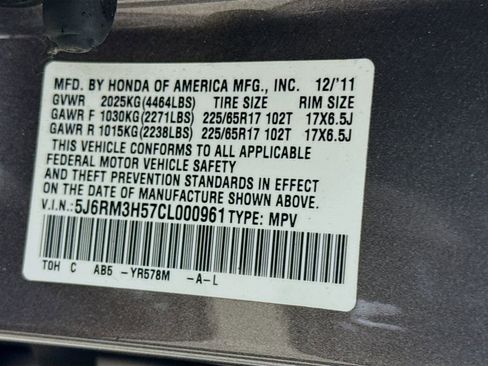 MFD. BY HONDA OF AMERICA MFG., INC. 12/'11
GVWR 2025KG(4464LBS) TIRE SIZE RIM SIZE
GAWR F 1030KG(2271LBS) 225/65R17 102T 17X6.5J
GAWR R 1015KG(2238LBS) 225/65R17 102T 17X6.5J
THIS VEHICLE CONFORMS TO ALL APPLICABLE
FEDERAL MOTOR VEHICLE SAFETY
AND THEFT PREVENTION STANDARDS IN EFFECT
ON THE DATE OF MANUFACTURE SHOWN ABOVE.
V.I.N.:5J6RM3H57CL000961 TYPE: MPV
TDH C AB5 -YR578M -A-L